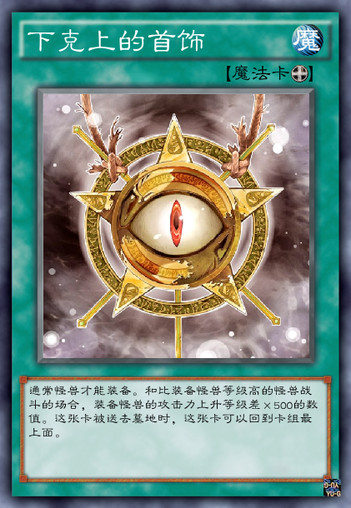 下克上的首饰
魔
【魔法卡】
通常怪兽才能装备。和比装备怪兽等级高的怪兽战
斗的场合，装备怪兽的攻击力上升等级差×500的数
值。这张卡被送去墓地时，这张卡可以回到卡组最
上面。